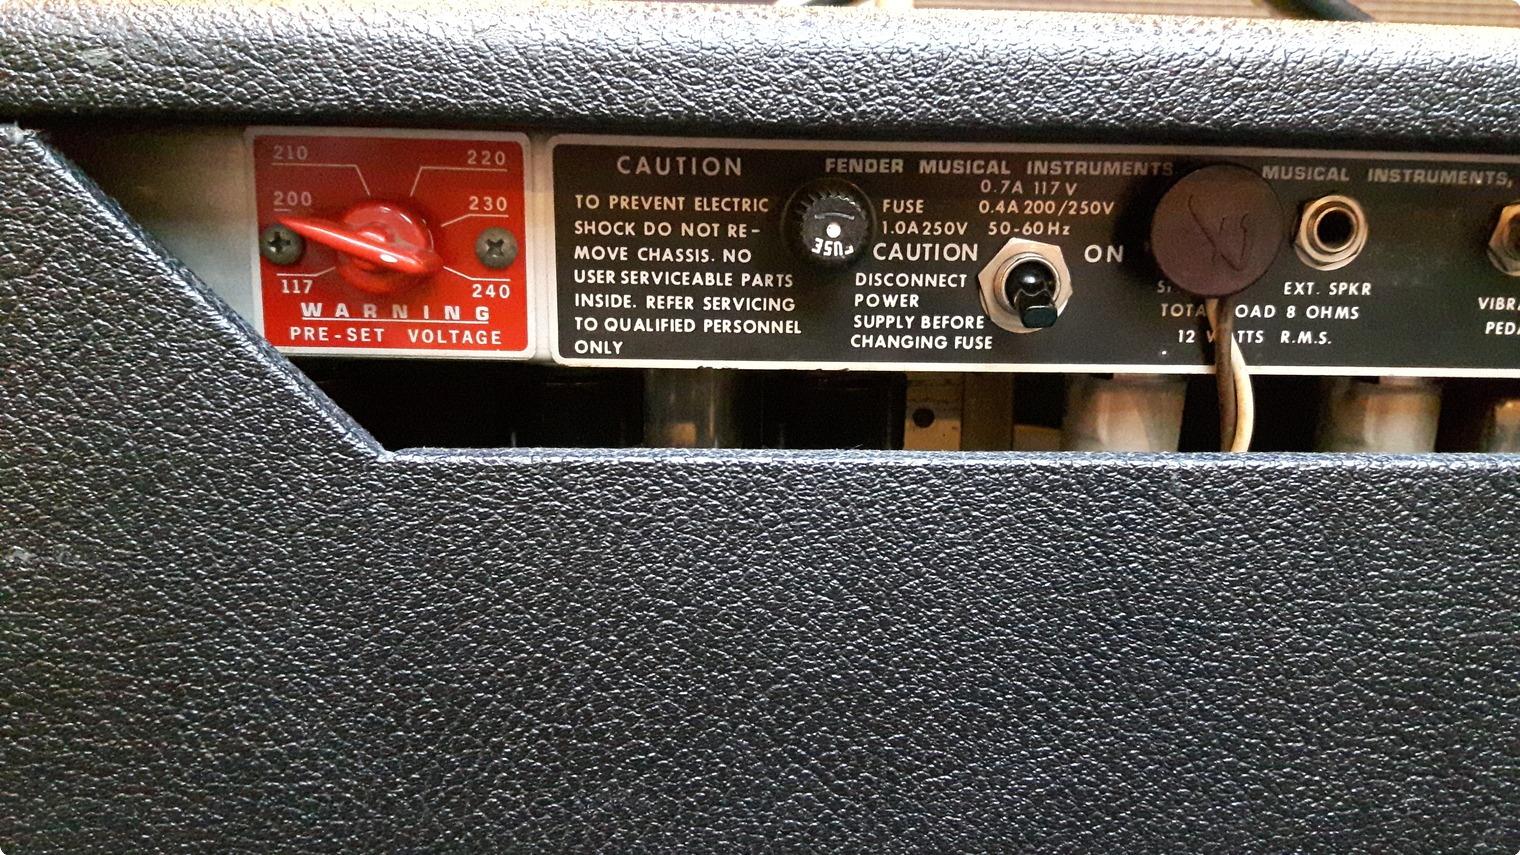 210
220
200
230
117
240
WARNING
PRE-SET VOLTAGE
CAUTION
TO PREVENT ELECTRIC
SHOCK DO NOT RE-
MOVE CHASSIS. NO
USER SERVICEABLE PARTS
INSIDE. REFER SERVICING
TO QUALIFIED PERSONNEL
ONLY
FENDER MUSICAL INSTRUMENTS
0.7A 117V
FUSE 0.4A 200/250V
1.0A 250V 50-60Hz
FUSE
CAUTION
DISCONNECT
POWER
SUPPLY BEFORE
CHANGING FUSE
ON
MUSICAL INSTRUMENTS,
EXT. SPKR
8 OHMS
12 R.M.S.